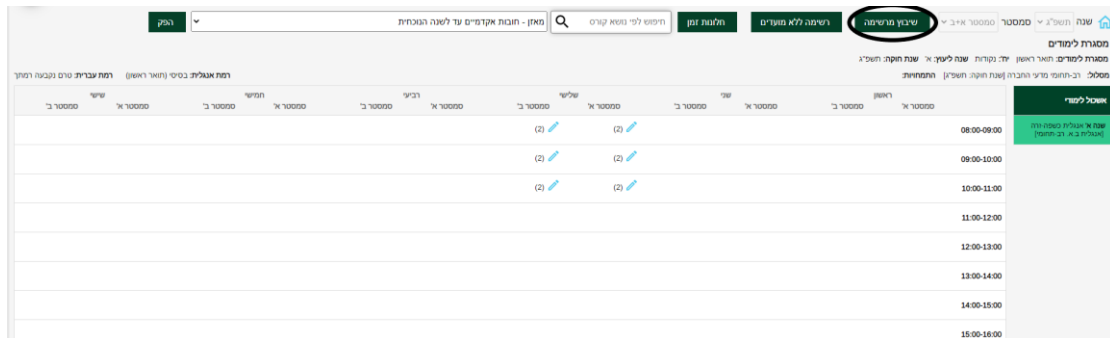 שנה תשפ"ג סמסטר סמסטר א+ב שיבוץ מרשימה רשימה ללא מועדים חלונות זמן חיפוש לפי נושא קורס מאזן - חובות אקדמיים עד לשנה הנוכחית הפק
מסגרת לימודים
מסגרת לימודים: תואר ראשון יח': נקודות שנה ליעוץ: א' שנת חוקה: תשפ"ג
מסלול: רב-תחומי מדעי החברה [שנת חוקה: תשפ"ג] התמחויות: רמת אנגלית: בסיסי (תואר ראשון) רמת עברית: טרם נקבעה רמתך
אשכול לימודי
שנה א' אנגלית כשפה זרה
[אנגלית ב.א. רב-תחומי]
ראשון שני שלישי רביעי חמישי שישי
סמסטר א' סמסטר ב' סמסטר א' סמסטר ב' סמסטר א' סמסטר ב' סמסטר א' סמסטר ב' סמסטר א' סמסטר ב' סמסטר א' סמסטר ב'
08:00-09:00 (2) (2)
09:00-10:00 (2) (2)
10:00-11:00 (2) (2)
11:00-12:00
12:00-13:00
13:00-14:00
14:00-15:00
15:00-16:00